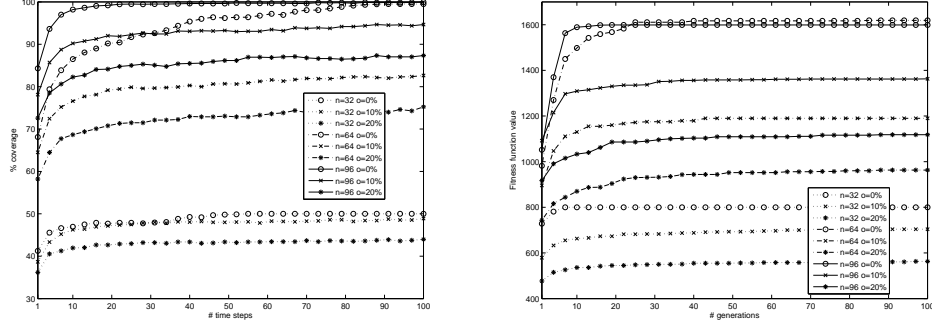 100
90
80
70
60
50
40
30
% coverage
1 10 20 30 40 50 60 70 80 90 100
# time steps
n=32 o=0%
n=32 o=10%
n=32 o=20%
n=64 o=0%
n=64 o=10%
n=64 o=20%
n=96 o=0%
n=96 o=10%
n=96 o=20%
1600
1400
1200
1000
800
600
400
Fitness function value
1 10 20 30 40 50 60 70 80 90 100
# generations
n=32 o=0%
n=32 o=10%
n=32 o=20%
n=64 o=0%
n=64 o=10%
n=64 o=20%
n=96 o=0%
n=96 o=10%
n=96 o=20%